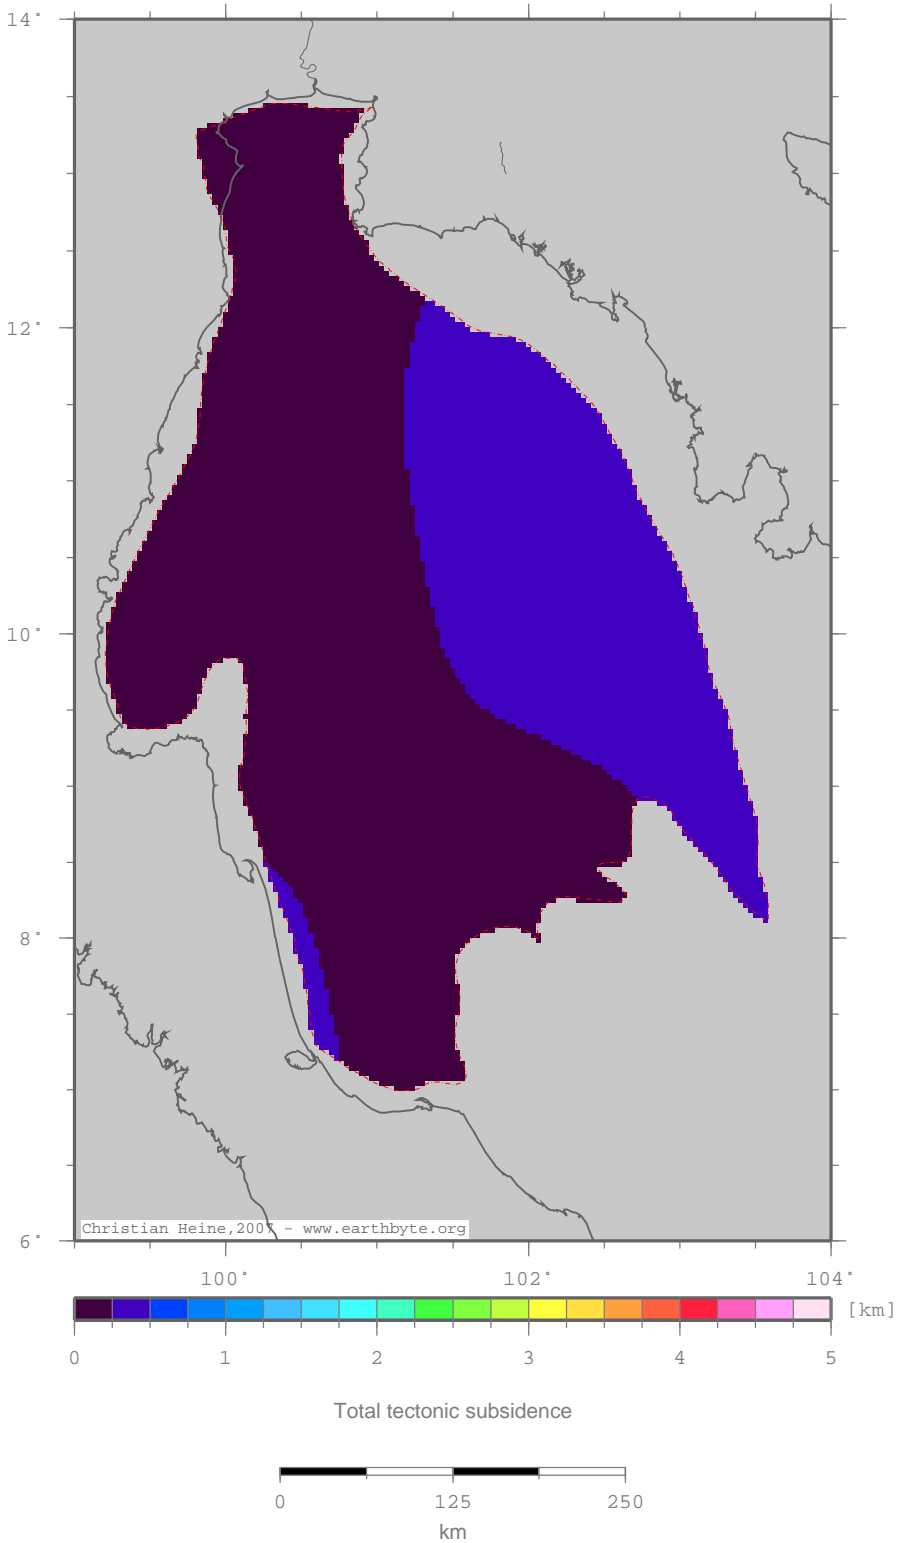 14°
12°
10°
8°
6°
Christian Heine,2007 - www.earthbyte.org
100° 102° 104°
[km]
0 1 2 3 4 5
Total tectonic subsidence
0 125 250
km